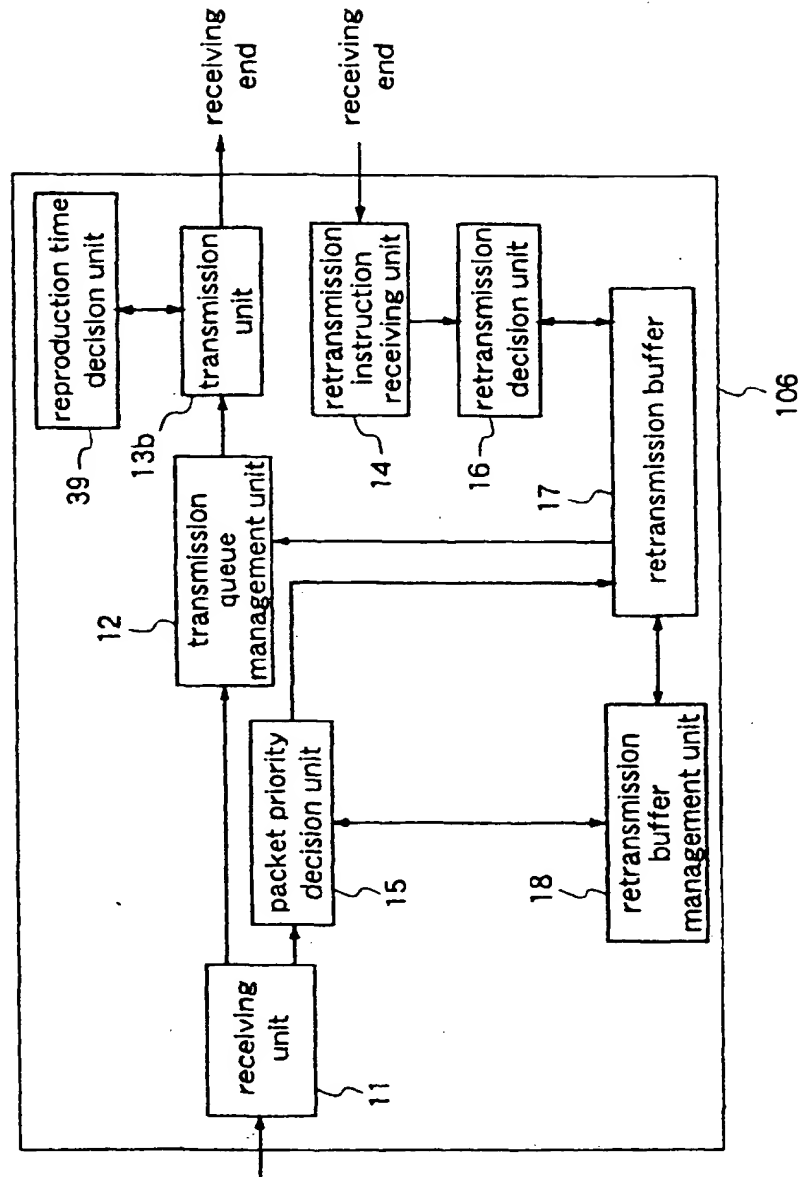 receiving
unit
11
packet priority
decision unit
15
transmission
queue
management unit
12
reproduction time
decision unit
39
transmission
unit
13b
receiving
end
receiving
end
retransmission
instruction
receiving unit
14
retransmission
decision unit
16
retransmission buffer
17
retransmission
buffer
management unit
18
106